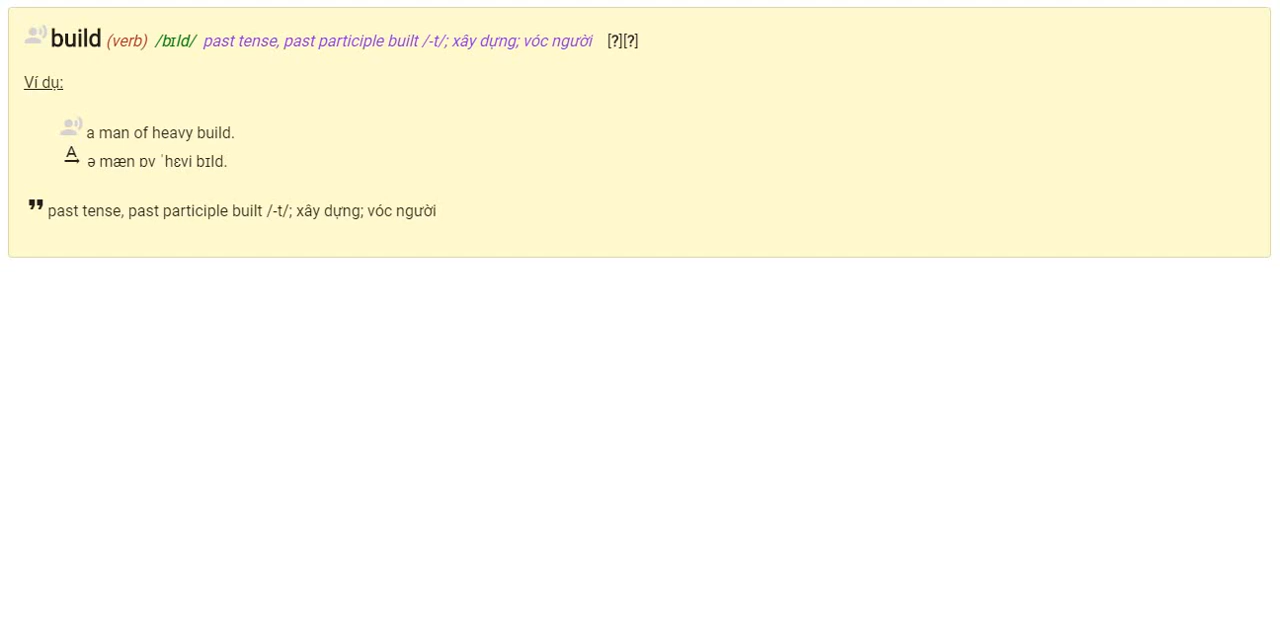 build (verb) /bɪld/ past tense, past participle built /-t/; xây dựng; vóc người [?][?]
Ví dụ:
a man of heavy build.
ə mæn ɒv ˈhɛvi bɪld.
past tense, past participle built /-t/; xây dựng; vóc người